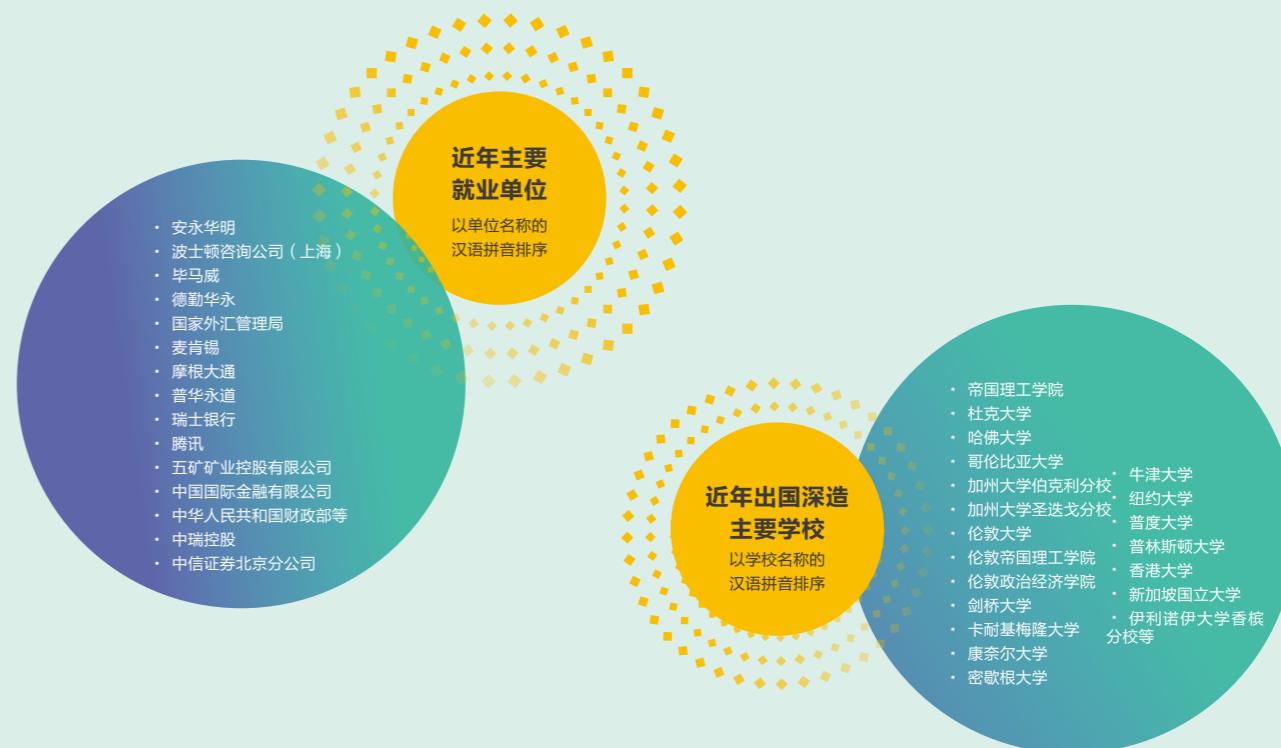 近年主要
就业单位
以单位名称的
汉语拼音排序
· 安永华明
· 波士顿咨询公司（上海）
· 毕马威
· 德勤华永
· 国家外汇管理局
· 麦肯锡
· 摩根大通
· 普华永道
· 瑞士银行
· 腾讯
· 五矿矿业控股有限公司
· 中国国际金融有限公司
· 中华人民共和国财政部等
· 中瑞控股
· 中信证券北京分公司
近年出国深造
主要学校
以学校名称的
汉语拼音排序
· 帝国理工学院
· 杜克大学
· 哈佛大学
· 哥伦比亚大学
· 加州大学伯克利分校
· 加州大学圣迭戈分校
· 伦敦大学
· 伦敦帝国理工学院
· 伦敦政治经济学院
· 剑桥大学
· 卡耐基梅隆大学
· 康奈尔大学
· 密歇根大学
· 牛津大学
· 纽约大学
· 普度大学
· 普林斯顿大学
· 香港大学
· 新加坡国立大学
· 伊利诺伊大学香槟
分校等